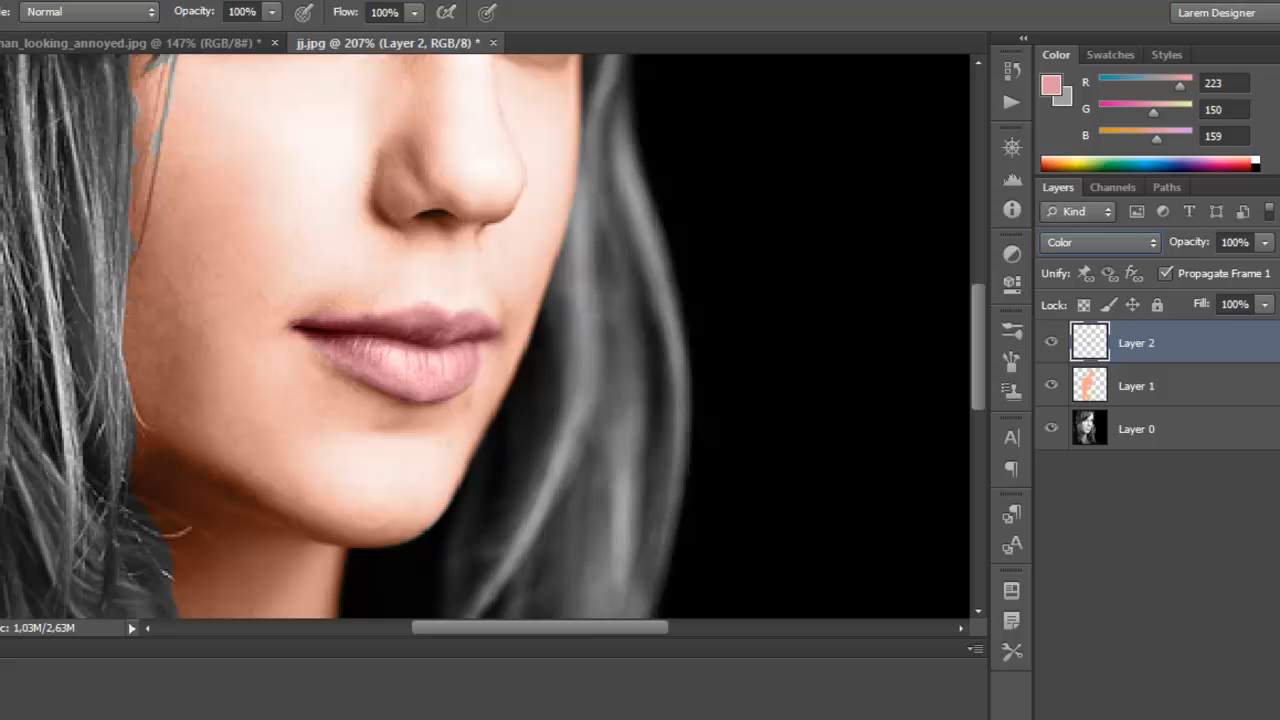 le: Normal Opacity: 100% Flow: 100% Larem Designer
nan_looking_annoyed.jpg @ 147% (RGB/8#) * × jj.jpg @ 207% (Layer 2, RGB/8) * ×
Color Swatches Styles
R 223
G 150
B 159
Layers Channels Paths
Kind T
Color Opacity: 100%
Unify: Propagate Frame 1
Lock: Fill: 100%
Layer 2
Layer 1
Layer 0
c: 1,03M/2,63M